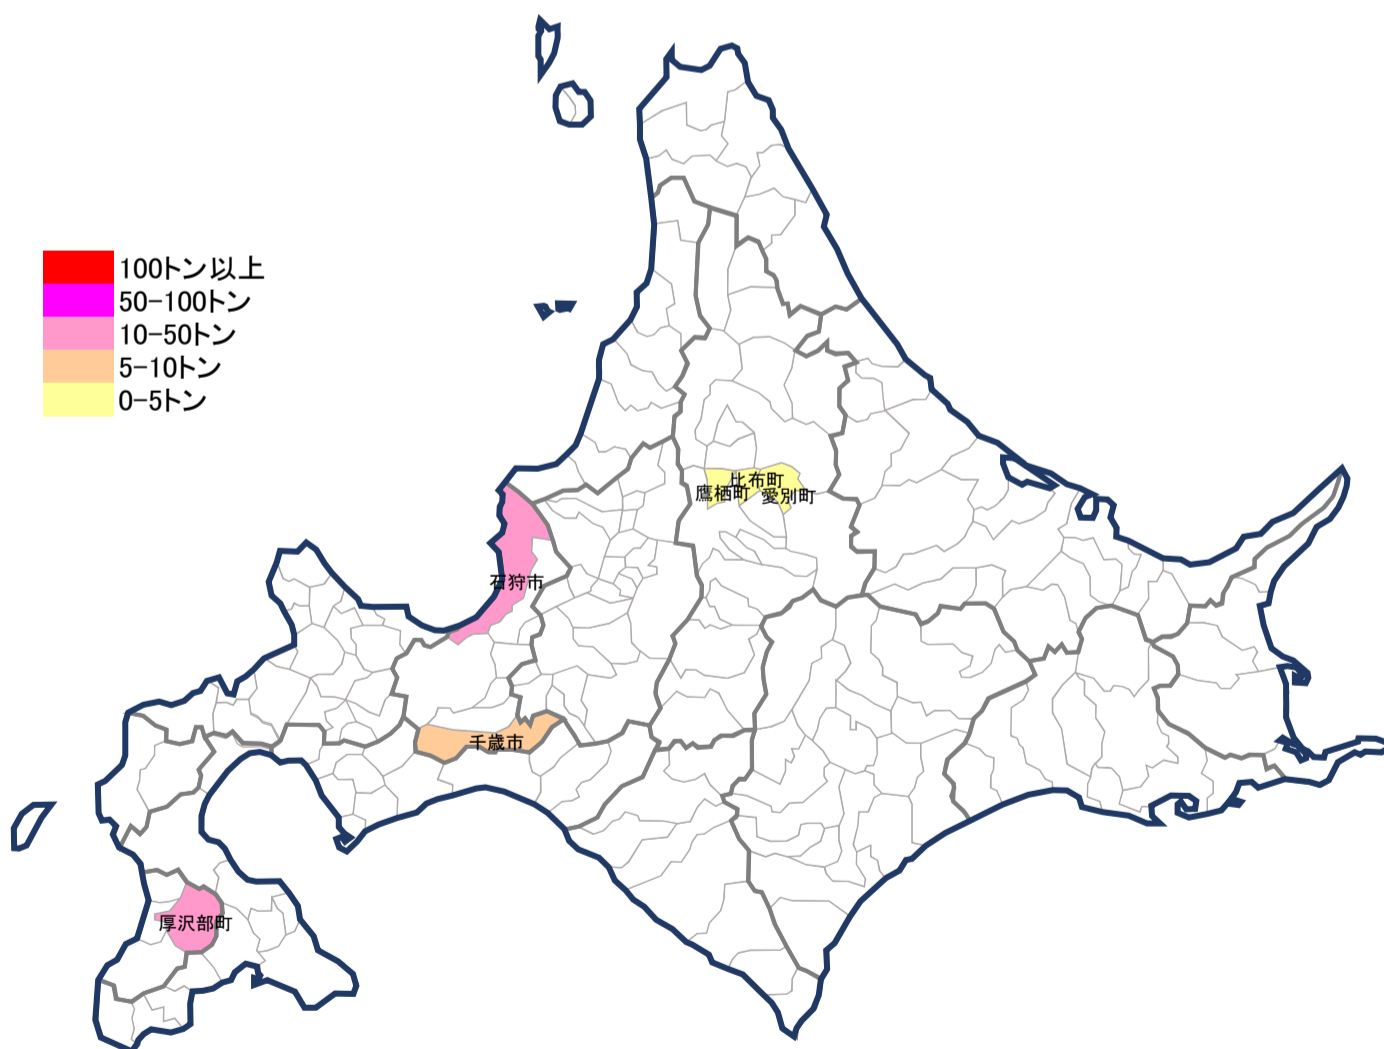 100トン以上
50-100トン
10-50トン
5-10トン
0-5トン
比布町
鷹栖町
愛別町
石狩市
千歳市
厚沢部町